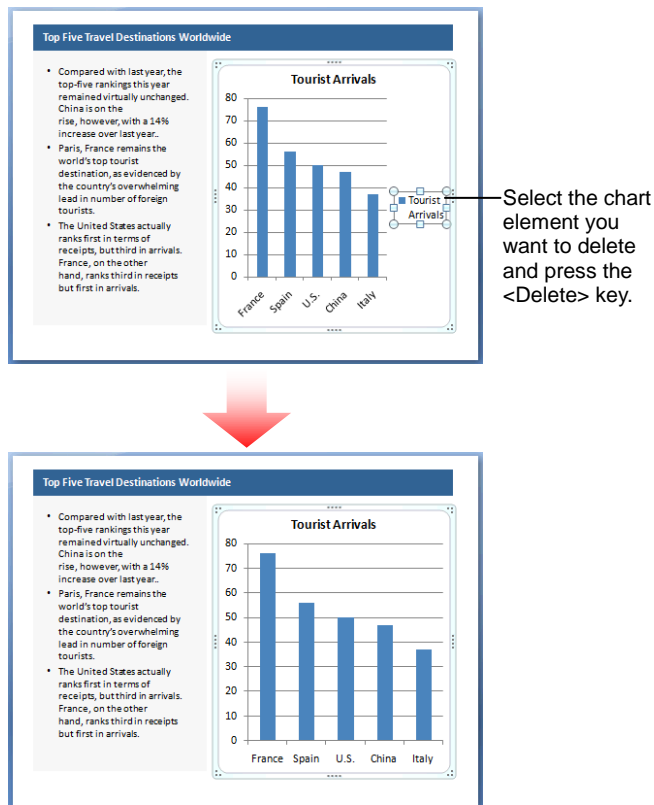 Top Five Travel Destinations Worldwide
• Compared with last year, the
top-five rankings this year
remained virtually unchanged.
China is on the
rise, however, with a 14%
increase over last year..
• Paris, France remains the
world's top tourist
destination, as evidenced by
the country's overwhelming
lead in number of foreign
tourists.
• The United States actually
ranks first in terms of
receipts, but third in arrivals.
France, on the other
hand, ranks third in receipts
but first in arrivals.
Tourist Arrivals
80
70
60
50
40
30
20
10
0
France Spain U.S. China Italy
Tourist
Arrivals
Select the chart
element you
want to delete
and press the
<Delete> key.
Top Five Travel Destinations Worldwide
• Compared with last year, the
top-five rankings this year
remained virtually unchanged.
China is on the
rise, however, with a 14%
increase over last year..
• Paris, France remains the
world's top tourist
destination, as evidenced by
the country's overwhelming
lead in number of foreign
tourists.
• The United States actually
ranks first in terms of
receipts, but third in arrivals.
France, on the other
hand, ranks third in receipts
but first in arrivals.
Tourist Arrivals
80
70
60
50
40
30
20
10
0
France Spain U.S. China Italy